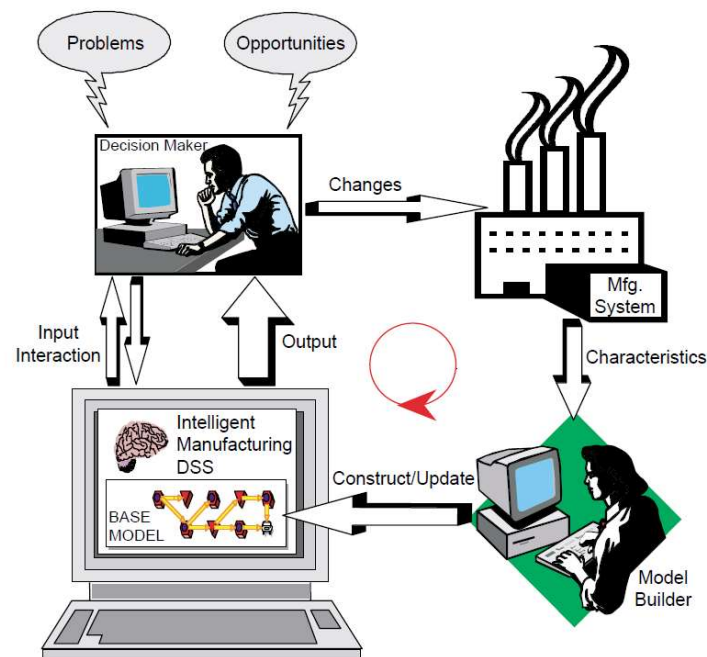 Problems
Opportunities
Decision Maker
Changes
Mfg.
System
Input
Interaction
Output
Characteristics
Intelligent
Manufacturing
DSS
Construct/Update
BASE
MODEL
Model
Builder